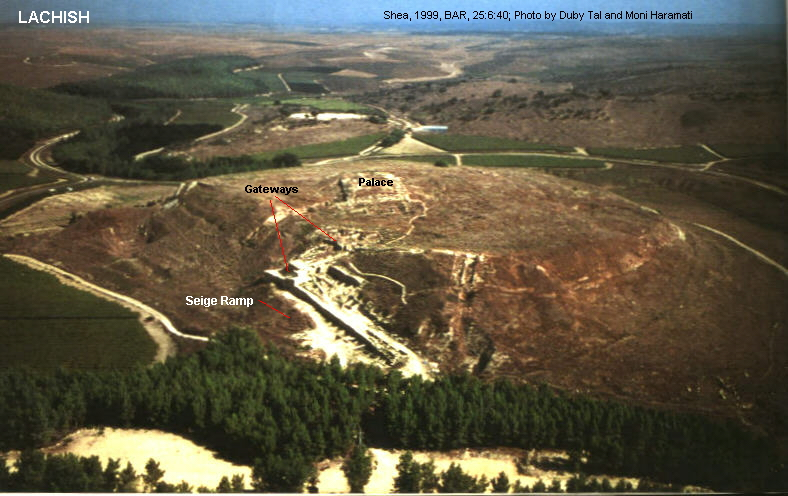 LACHISH
Shea, 1999, BAR, 25:6:40; Photo by Duby Tal and Moni Haramati
Palace
Gateways
Seige Ramp